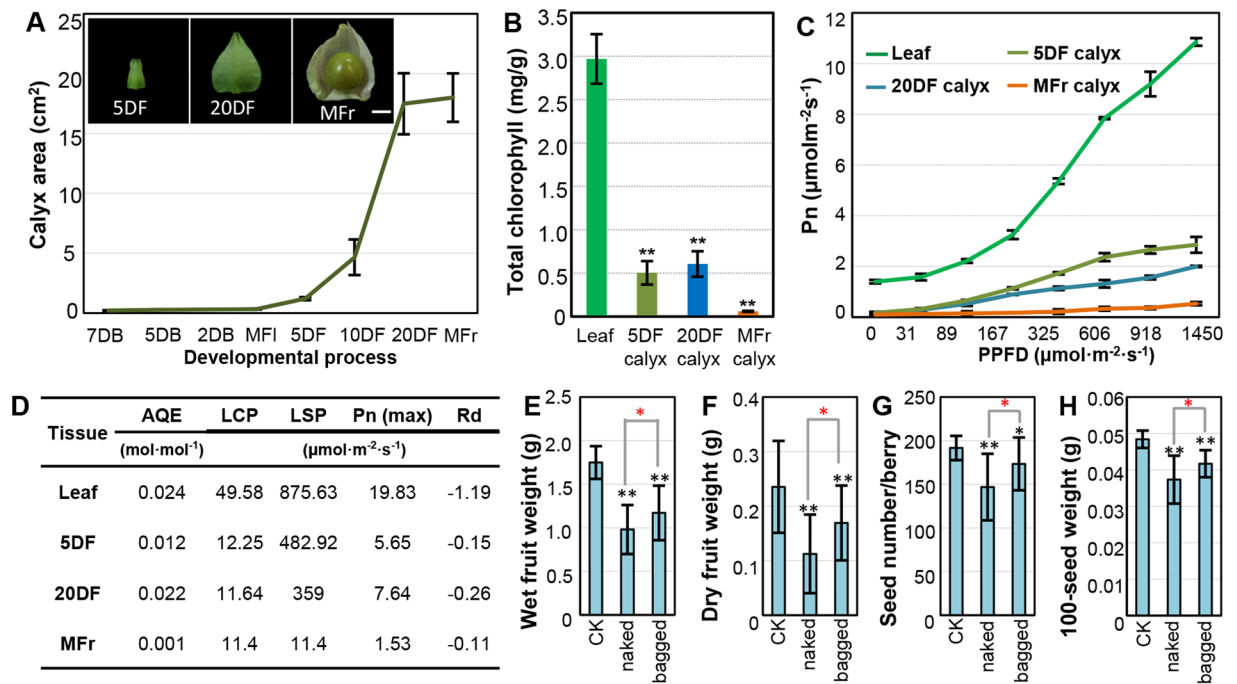 A
25
20
15
10
5
0
Calyx area (cm²)
5DF
20DF
MFr
7DB 5DB 2DB MFl 5DF 10DF 20DF MFr
Developmental process
B
3.5
3.0
2.5
2.0
1.5
1.0
0.5
0
Total chlorophyll (mg/g)
**
**
**
Leaf 5DF 20DF MFr
calyx calyx calyx
C
12
10
8
6
4
2
0
Pn (μmolm⁻²s⁻¹)
Leaf 5DF calyx
20DF calyx MFr calyx
0 31 89 167 325 606 918 1450
PPFD (μmol·m⁻²·s⁻¹)
D
Tissue AQE LCP LSP Pn (max) Rd
(mol·mol⁻¹) (μmol·m⁻²·s⁻¹)
Leaf 0.024 49.58 875.63 19.83 -1.19
5DF 0.012 12.25 482.92 5.65 -0.15
20DF 0.022 11.64 359 7.64 -0.26
MFr 0.001 11.4 11.4 1.53 -0.11
E
2.5
2.0
1.5
1.0
0.5
0
Wet fruit weight (g)
*
** **
CK naked bagged
F
0.4
0.3
0.2
0.1
0
Dry fruit weight (g)
*
** **
CK naked bagged
G
250
200
150
100
50
0
Seed number/berry
*
** *
CK naked bagged
H
0.06
0.05
0.04
0.03
0.02
0.01
0
100-seed weight (g)
*
** **
CK naked bagged